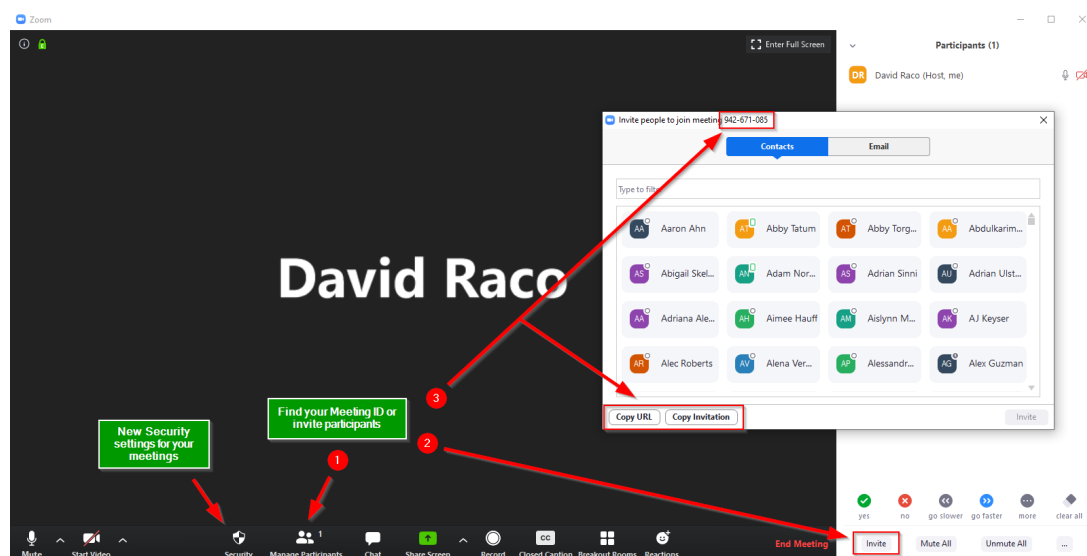 Zoom
Enter Full Screen
Participants (1)
DR David Raco (Host, me)
Invite people to join meeting 942-671-085
Contacts Email
Type to filter
AA Aaron Ahn AT Abby Tatum AT Abby Torg... AA Abdulkarim...
AS Abigail Skel... AN Adam Nor... AS Adrian Sinni AU Adrian Ulst...
AA Adriana Ale... AH Aimee Hauff AM Aislynn M... AK AJ Keyser
AR Alec Roberts AV Alena Ver... AP Alessandr... AG Alex Guzman
Copy URL Copy Invitation Invite
David Raco
3
Find your Meeting ID or
invite participants
2
New Security
settings for your
meetings
1
yes no go slower go faster more clear all
1
CC
Mute Start Video Security Manage Participants Chat Share Screen Record Closed Caption Breakout Rooms Reactions
End Meeting
Invite Mute All Unmute All ...